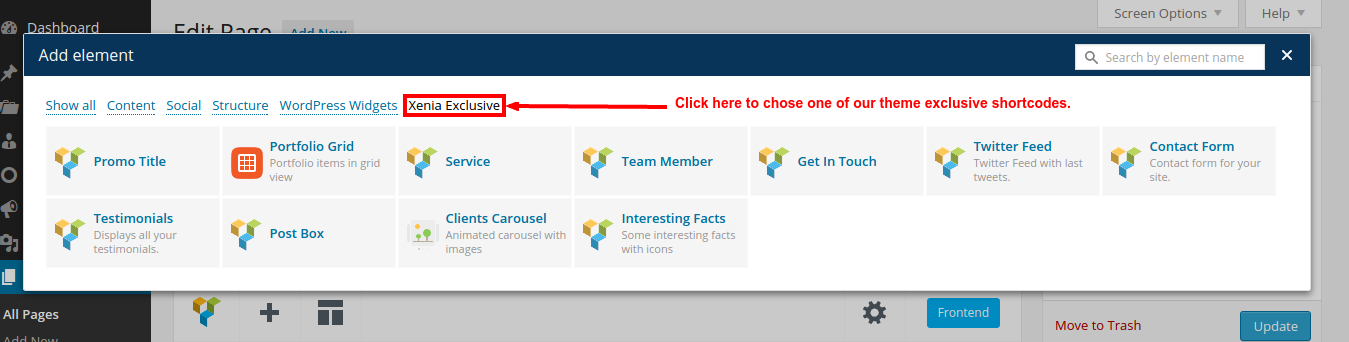 Dashboard
Edit Page
Add New
Screen Options
Help
Add element
Search by element name
Show all
Content
Social
Structure
WordPress Widgets
Xenia Exclusive
Click here to chose one of our theme exclusive shortcodes.
Promo Title
Portfolio Grid
Portfolio items in grid
view
Service
Team Member
Get In Touch
Twitter Feed
Twitter Feed with last
tweets.
Contact Form
Contact form for your
site.
Testimonials
Displays all your
testimonials.
Post Box
Clients Carousel
Animated carousel with
images
Interesting Facts
Some interesting facts
with icons
All Pages
Add New
Frontend
Move to Trash
Update